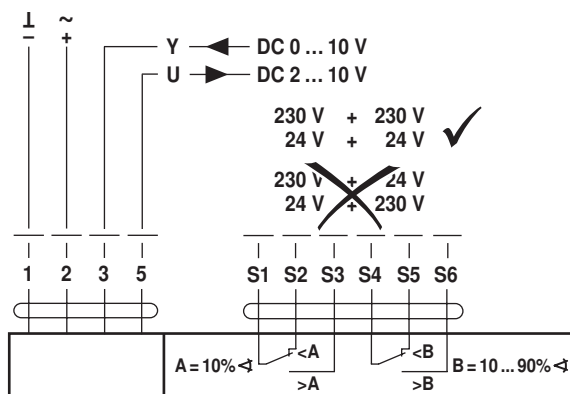 ⊥ ~
− +
Y DC 0 ... 10 V
U DC 2 ... 10 V
230 V + 230 V
24 V + 24 V
230 V + 24 V
24 V + 230 V
1 2 3 5 S1 S2 S3 S4 S5 S6
A = 10% ∢ <A <B B = 10 ... 90% ∢
>A >B